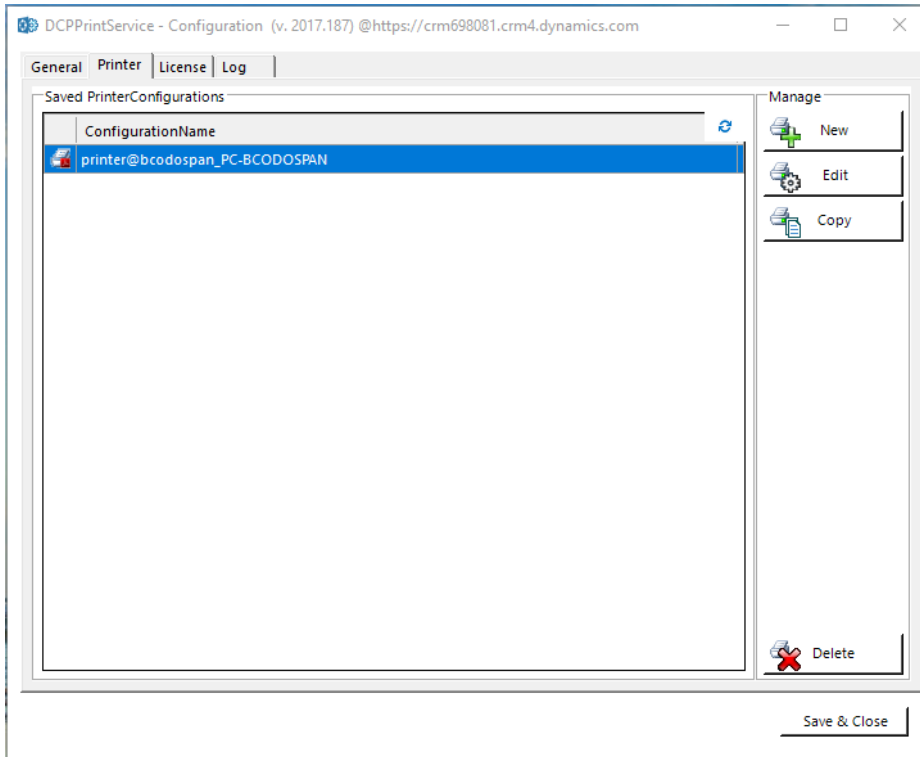 DCPPrintService - Configuration (v. 2017.187) @https://crm698081.crm4.dynamics.com
General Printer License Log
Saved PrinterConfigurations
Manage
ConfigurationName
New
printer@bcodospan_PC-BCODOSPAN
Edit
Copy
Delete
Save & Close